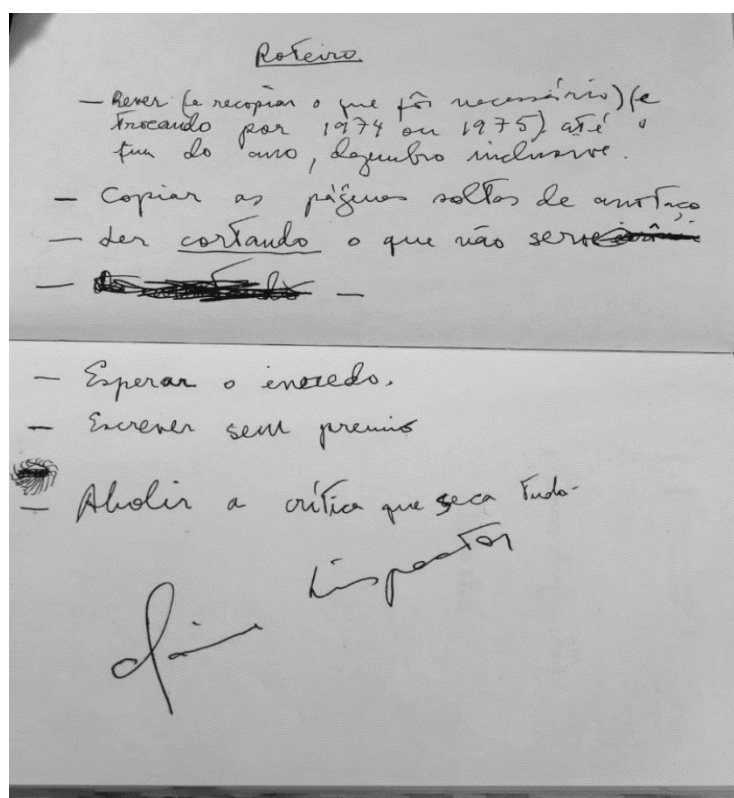 Roteiro
— Rever (e recopiar o que fôr necessário) (e
trocando por 1974 ou 1975) até o
fim do ano, dezembro inclusive.
— Copiar as páginas soltas de anotaço
— Ler cortando o que não serve
—
— Esperar o enredo.
— Escrever sem premio
— Abolir a crítica que seca tudo-
Clarice Lispector